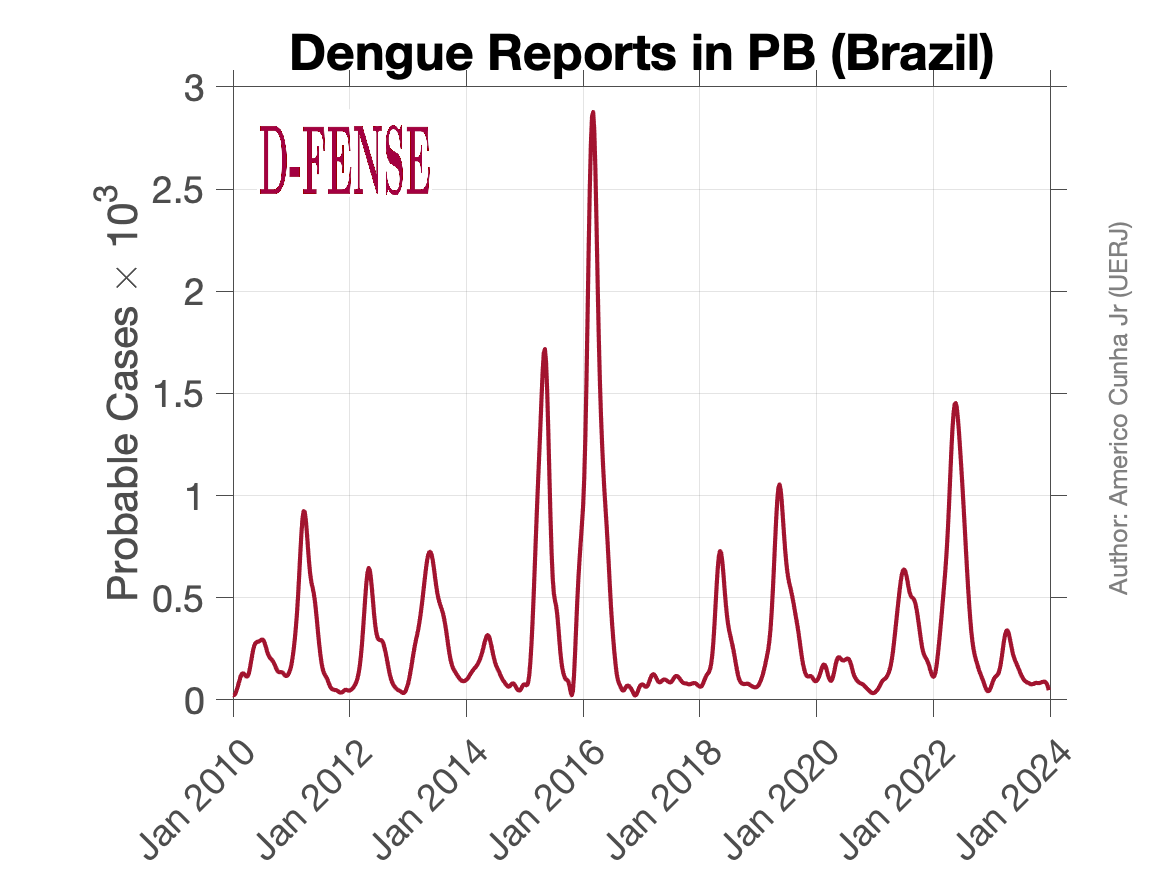 Dengue Reports in PB (Brazil)
D-FENSE
Probable Cases × 10³
3
2.5
2
1.5
1
0.5
0
Jan 2010
Jan 2012
Jan 2014
Jan 2016
Jan 2018
Jan 2020
Jan 2022
Jan 2024
Author: Americo Cunha Jr (UERJ)